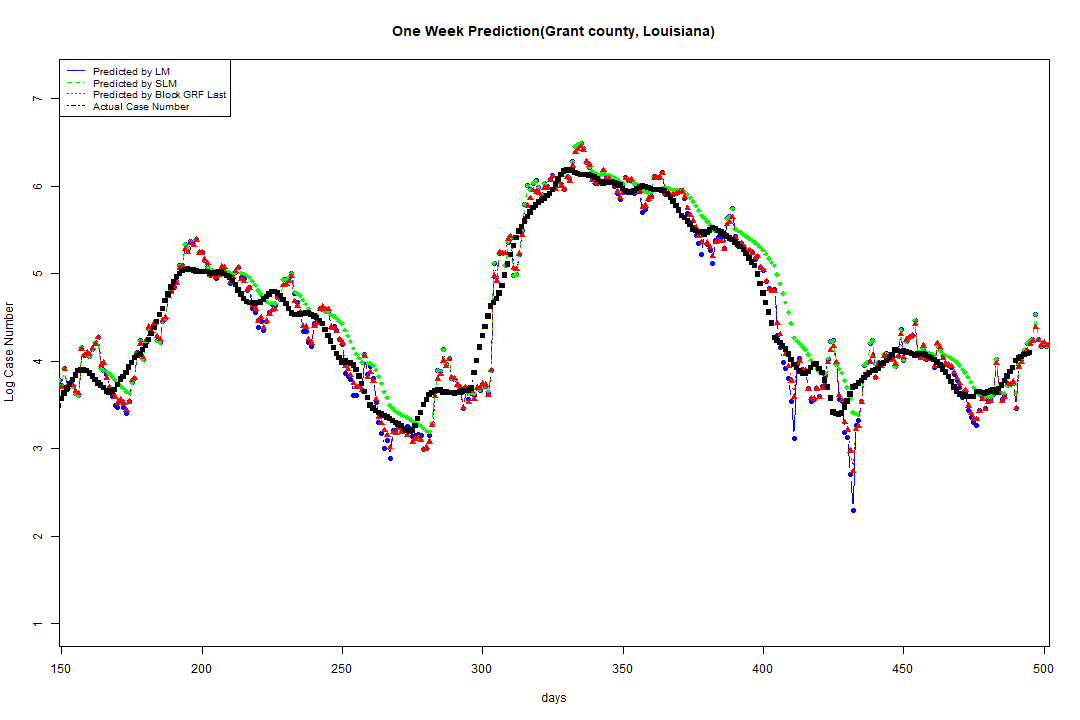 One Week Prediction(Grant county, Louisiana)
Predicted by LM
Predicted by SLM
Predicted by Block GRF Last
Actual Case Number
Log Case Number
7
6
5
4
3
2
1
150 200 250 300 350 400 450 500
days